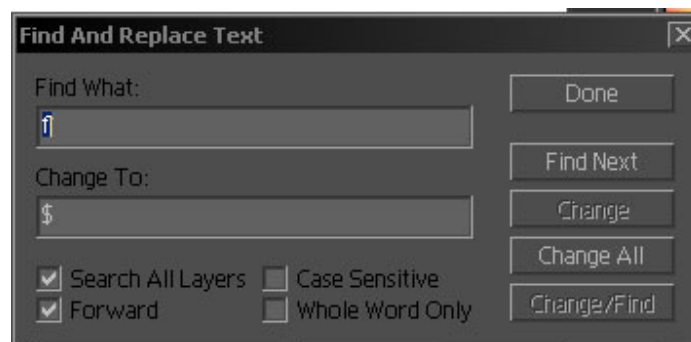 Find And Replace Text
Find What:
f
Change To:
$
Search All Layers
Case Sensitive
Forward
Whole Word Only
Done
Find Next
Change
Change All
Change/Find